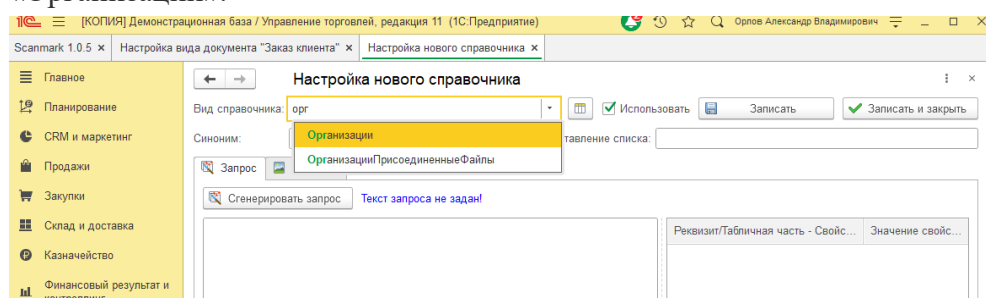 «Организации».
[КОПИЯ] Демонстрационная база / Управление торговлей, редакция 11 (1С:Предприятие)
Орлов Александр Владимирович
Scanmark 1.0.5 × Настройка вида документа "Заказ клиента" × Настройка нового справочника ×
Главное
Настройка нового справочника
Планирование
Вид справочника: орг
Использовать
Записать
Записать и закрыть
CRM и маркетинг
Синоним:
Организации
тавление списка:
ОрганизацииПрисоединенныеФайлы
Продажи
Запрос
Закупки
Сгенерировать запрос
Текст запроса не задан!
Склад и доставка
Реквизит/Табличная часть - Свойс...
Значение свойс...
Казначейство
Финансовый результат и
контроллинг